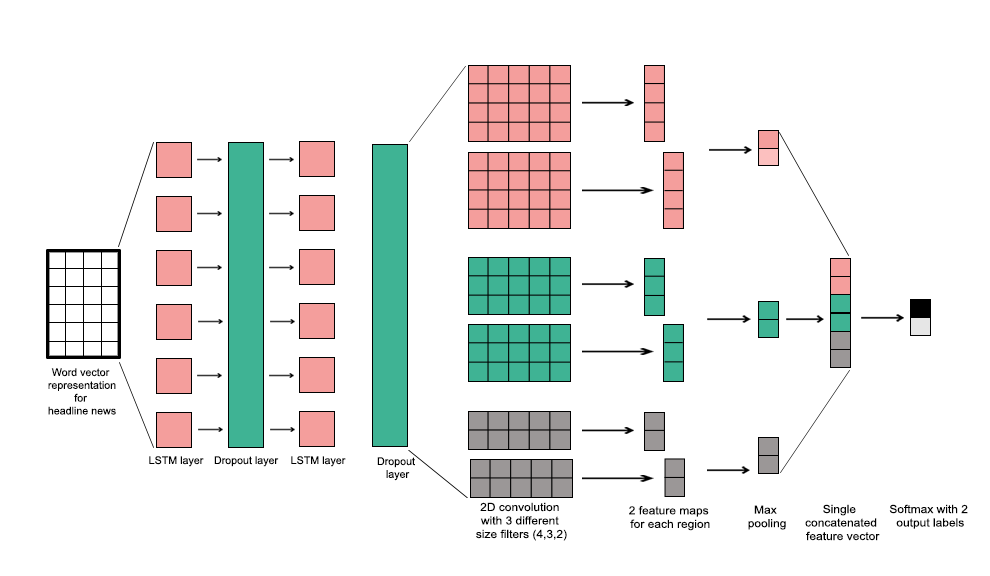 Word vector
representation
for
headline news
LSTM layer
Dropout layer
LSTM layer
Dropout
layer
2D convolution
with 3 different
size filters (4,3,2)
2 feature maps
for each region
Max
pooling
Single
concatenated
feature vector
Softmax with 2
output labels